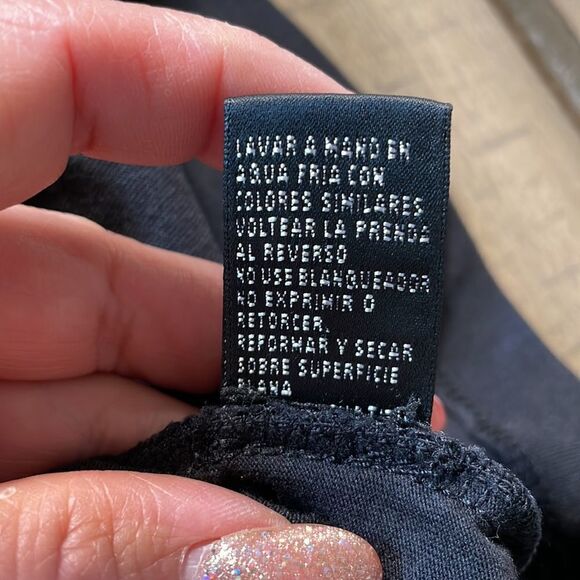 LAVAR A MANO EN
AGUA FRIA CON
COLORES SIMILARES
VOLTEAR LA PRENDA
AL REVERSO
NO USE BLANQUEADOR
NO EXPRIMIR O
RETORCER.
REFORMAR Y SECAR
SOBRE SUPERFICIE
PLANA